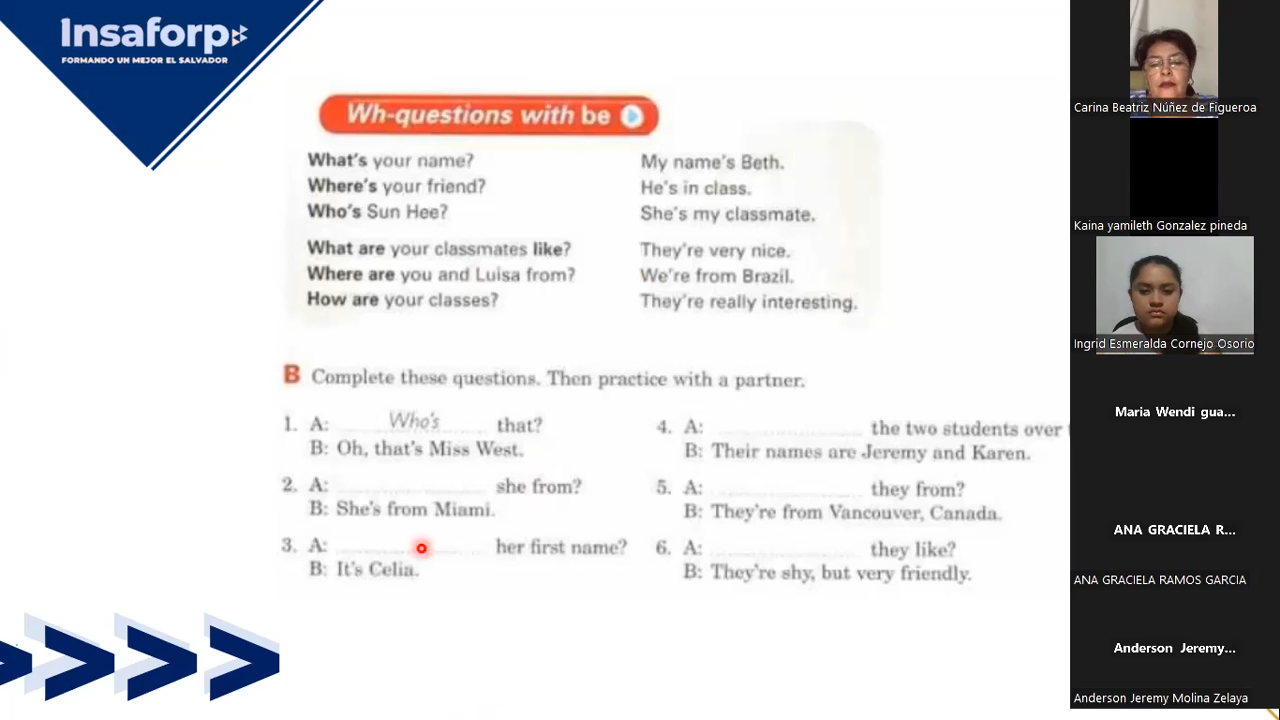 Insaforp
FORMANDO UN MEJOR EL SALVADOR
Wh-questions with be
What's your name? My name's Beth.
Where's your friend? He's in class.
Who's Sun Hee? She's my classmate.
What are your classmates like? They're very nice.
Where are you and Luisa from? We're from Brazil.
How are your classes? They're really interesting.
B Complete these questions. Then practice with a partner.
1. A: Who's that?
B: Oh, that's Miss West.
2. A: she from?
B: She's from Miami.
3. A: her first name?
B: It's Celia.
4. A: the two students over
B: Their names are Jeremy and Karen.
5. A: they from?
B: They're from Vancouver, Canada.
6. A: they like?
B: They're shy, but very friendly.
Carina Beatriz Núñez de Figueroa
Kaina yamileth Gonzalez pineda
Ingrid Esmeralda Cornejo Osorio
Maria Wendi gua...
ANA GRACIELA R...
ANA GRACIELA RAMOS GARCIA
Anderson Jeremy...
Anderson Jeremy Molina Zelaya